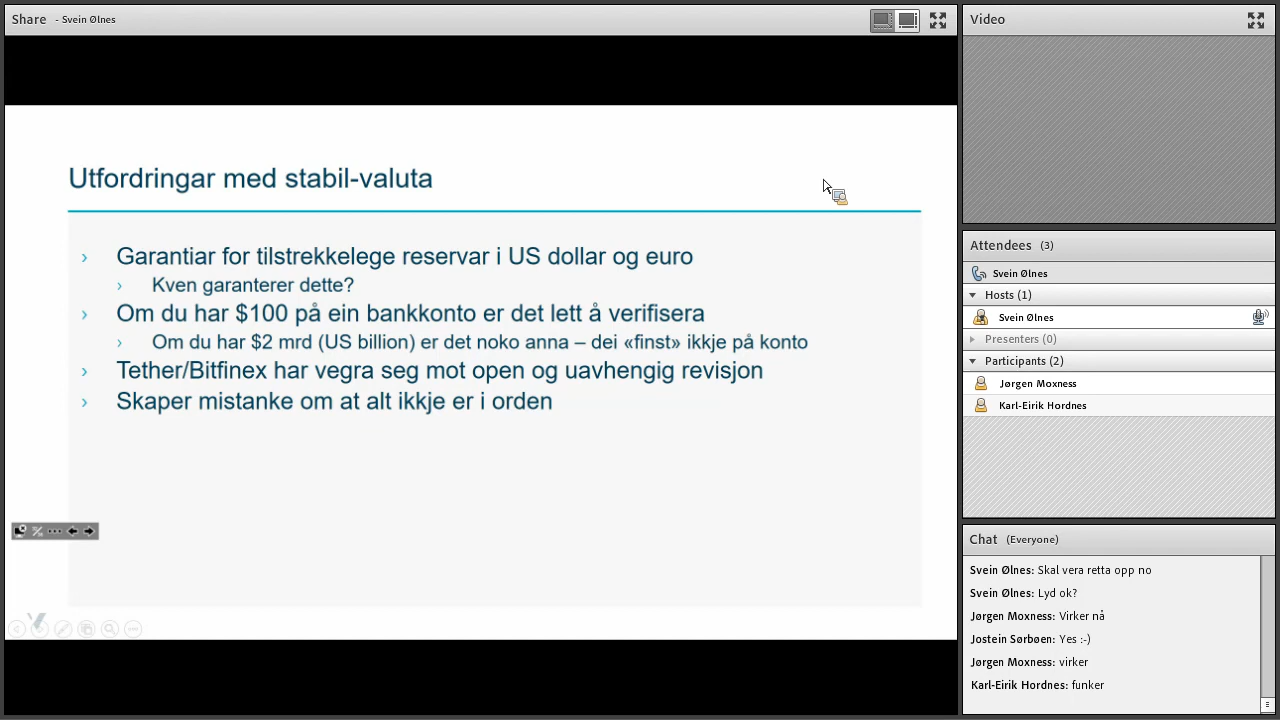 Share - Svein Ølnes
Utfordringar med stabil-valuta
› Garantiar for tilstrekkelege reservar i US dollar og euro
› Kven garanterer dette?
› Om du har $100 på ein bankkonto er det lett å verifisera
› Om du har $2 mrd (US billion) er det noko anna – dei «finst» ikkje på konto
› Tether/Bitfinex har vegra seg mot open og uavhengig revisjon
› Skaper mistanke om at alt ikkje er i orden
Video
Attendees (3)
Svein Ølnes
Hosts (1)
Svein Ølnes
Presenters (0)
Participants (2)
Jørgen Moxness
Karl-Eirik Hordnes
Chat (Everyone)
Svein Ølnes: Skal vera retta opp no
Svein Ølnes: Lyd ok?
Jørgen Moxness: Virker nå
Jostein Sørbøen: Yes :-)
Jørgen Moxness: virker
Karl-Eirik Hordnes: funker